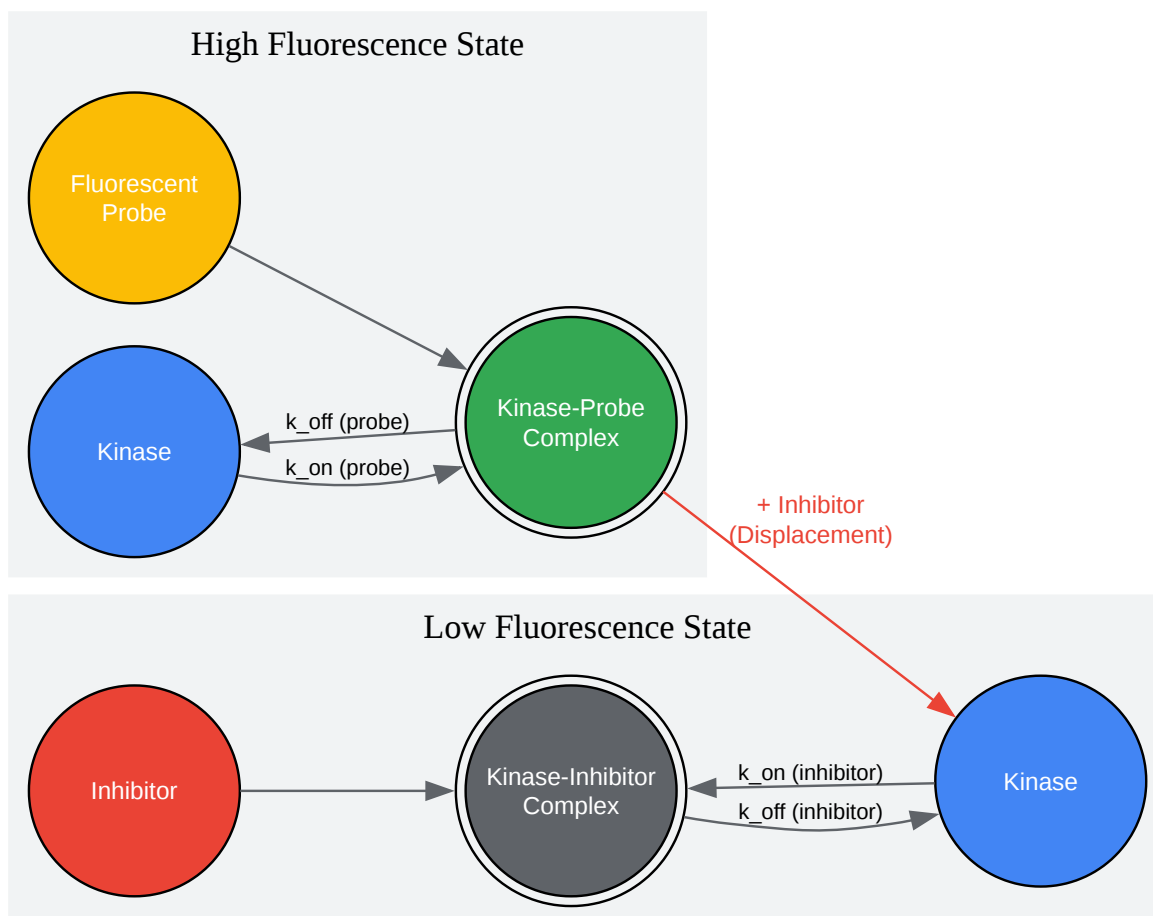 High Fluorescence State
Fluorescent
Probe
Kinase-Probe
Complex
k_off (probe)
Kinase
k_on (probe)
+ Inhibitor
(Displacement)
Low Fluorescence State
Inhibitor
Kinase-Inhibitor
Complex
k_on (inhibitor)
k_off (inhibitor)
Kinase